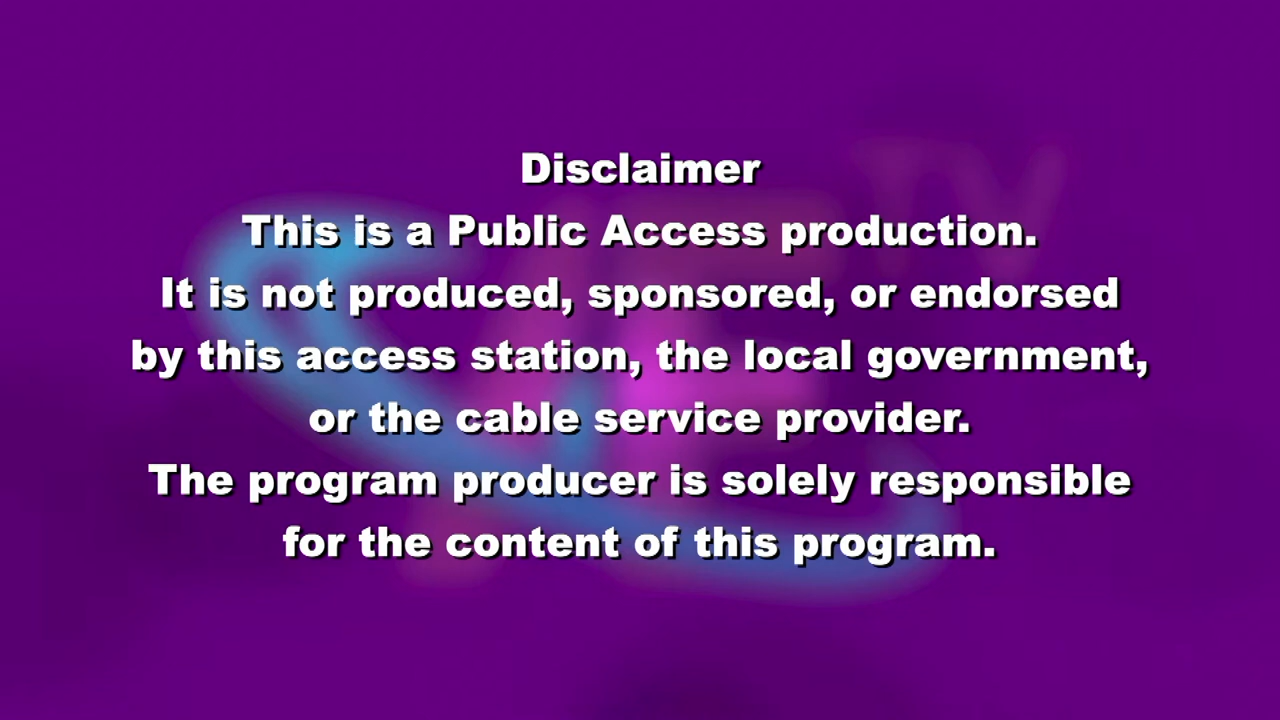 Disclaimer
This is a Public Access production.
It is not produced, sponsored, or endorsed
by this access station, the local government,
or the cable service provider.
The program producer is solely responsible
for the content of this program.